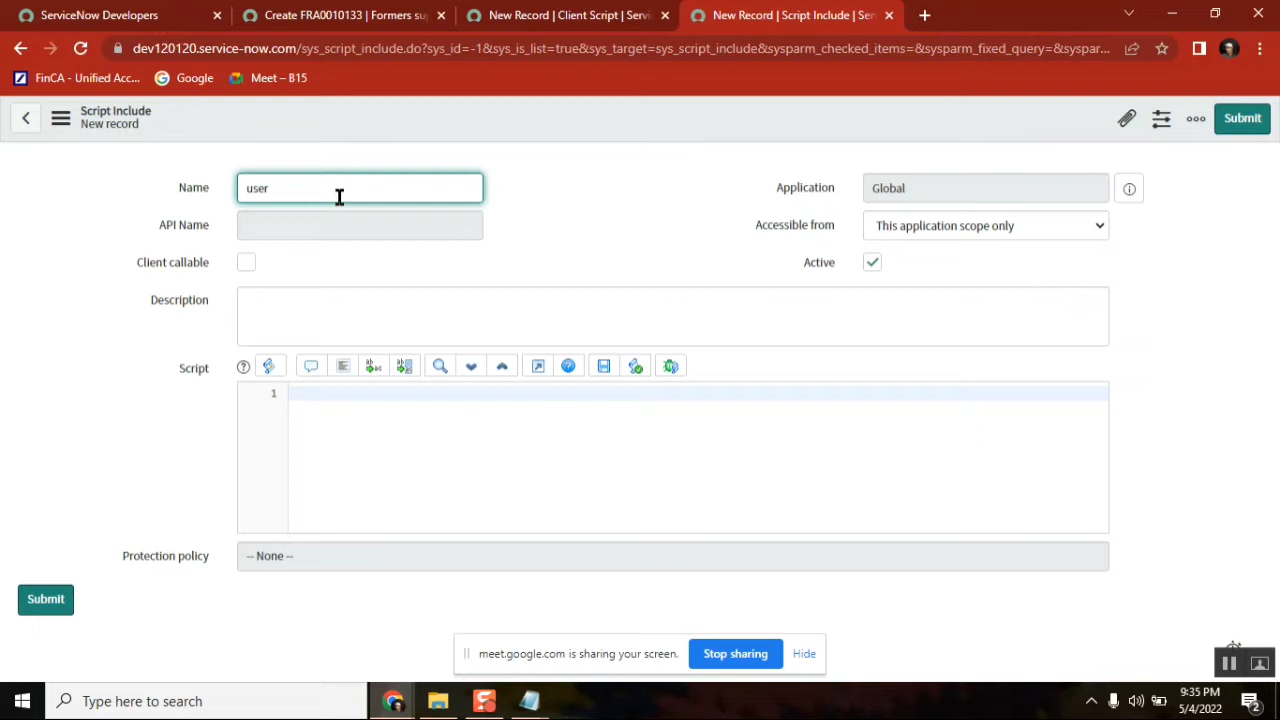 ServiceNow Developers
Create FRA0010133 | Formers su
New Record | Client Script | Servi
New Record | Script Include | Se
dev120120.service-now.com/sys_script_include.do?sys_id=-1&sys_is_list=true&sys_target=sys_script_include&sysparm_checked_items=&sysparm_fixed_query=&syspar...
FinCA - Unified Acc...
Google
Meet – B15
Script Include
New record
Submit
Name
user
Application
Global
API Name
Accessible from
This application scope only
Client callable
Active
Description
Script
1
Protection policy
-- None --
Submit
meet.google.com is sharing your screen.
Stop sharing
Hide
Type here to search
9:35 PM
5/4/2022
2